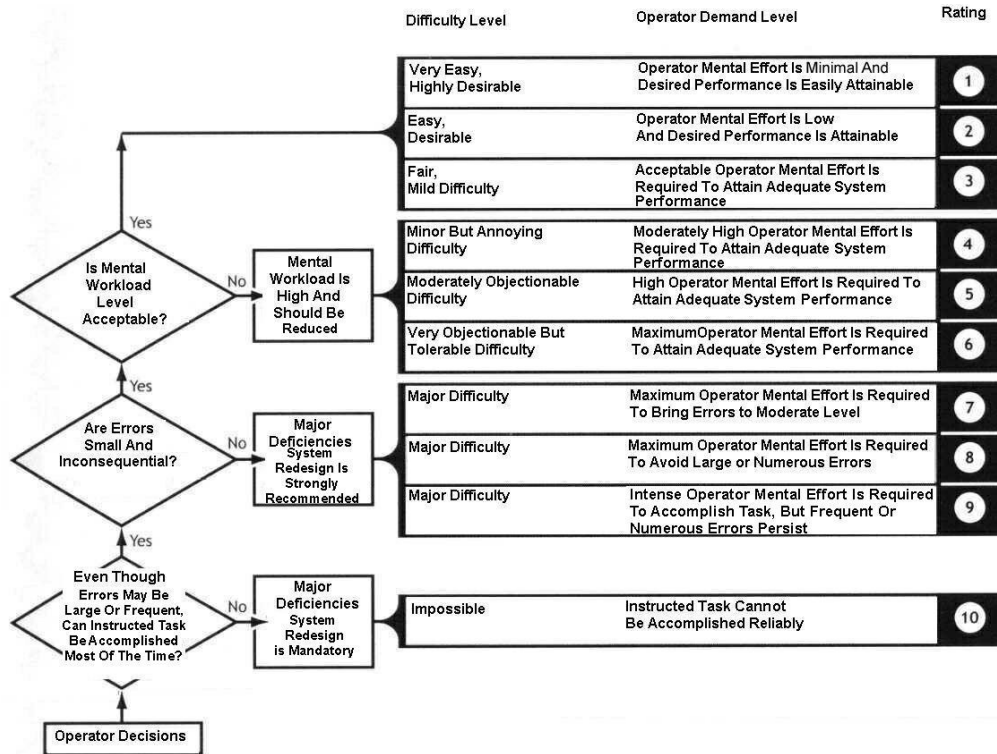 Difficulty Level
Operator Demand Level
Rating
Very Easy,
Highly Desirable
Operator Mental Effort Is Minimal And
Desired Performance Is Easily Attainable
1
Easy,
Desirable
Operator Mental Effort Is Low
And Desired Performance Is Attainable
2
Fair,
Mild Difficulty
Acceptable Operator Mental Effort Is
Required To Attain Adequate System
Performance
3
Yes
Is Mental
Workload
Level
Acceptable?
No
Mental
Workload Is
High And
Should Be
Reduced
Minor But Annoying
Difficulty
Moderately High Operator Mental Effort Is
Required To Attain Adequate System
Performance
4
Moderately Objectionable
Difficulty
High Operator Mental Effort Is Required To
Attain Adequate System Performance
5
Very Objectionable But
Tolerable Difficulty
MaximumOperator Mental Effort Is Required
To Attain Adequate System Performance
6
Yes
Are Errors
Small And
Inconsequential?
No
Major
Deficiencies
System
Redesign Is
Strongly
Recommended
Major Difficulty
Maximum Operator Mental Effort Is Required
To Bring Errors to Moderate Level
7
Major Difficulty
Maximum Operator Mental Effort Is Required
To Avoid Large or Numerous Errors
8
Major Difficulty
Intense Operator Mental Effort Is Required
To Accomplish Task, But Frequent Or
Numerous Errors Persist
9
Yes
Even Though
Errors May Be
Large Or Frequent,
Can Instructed Task
Be Accomplished
Most Of The Time?
No
Major
Deficiencies
System
Redesign
is Mandatory
Impossible
Instructed Task Cannot
Be Accomplished Reliably
10
Operator Decisions